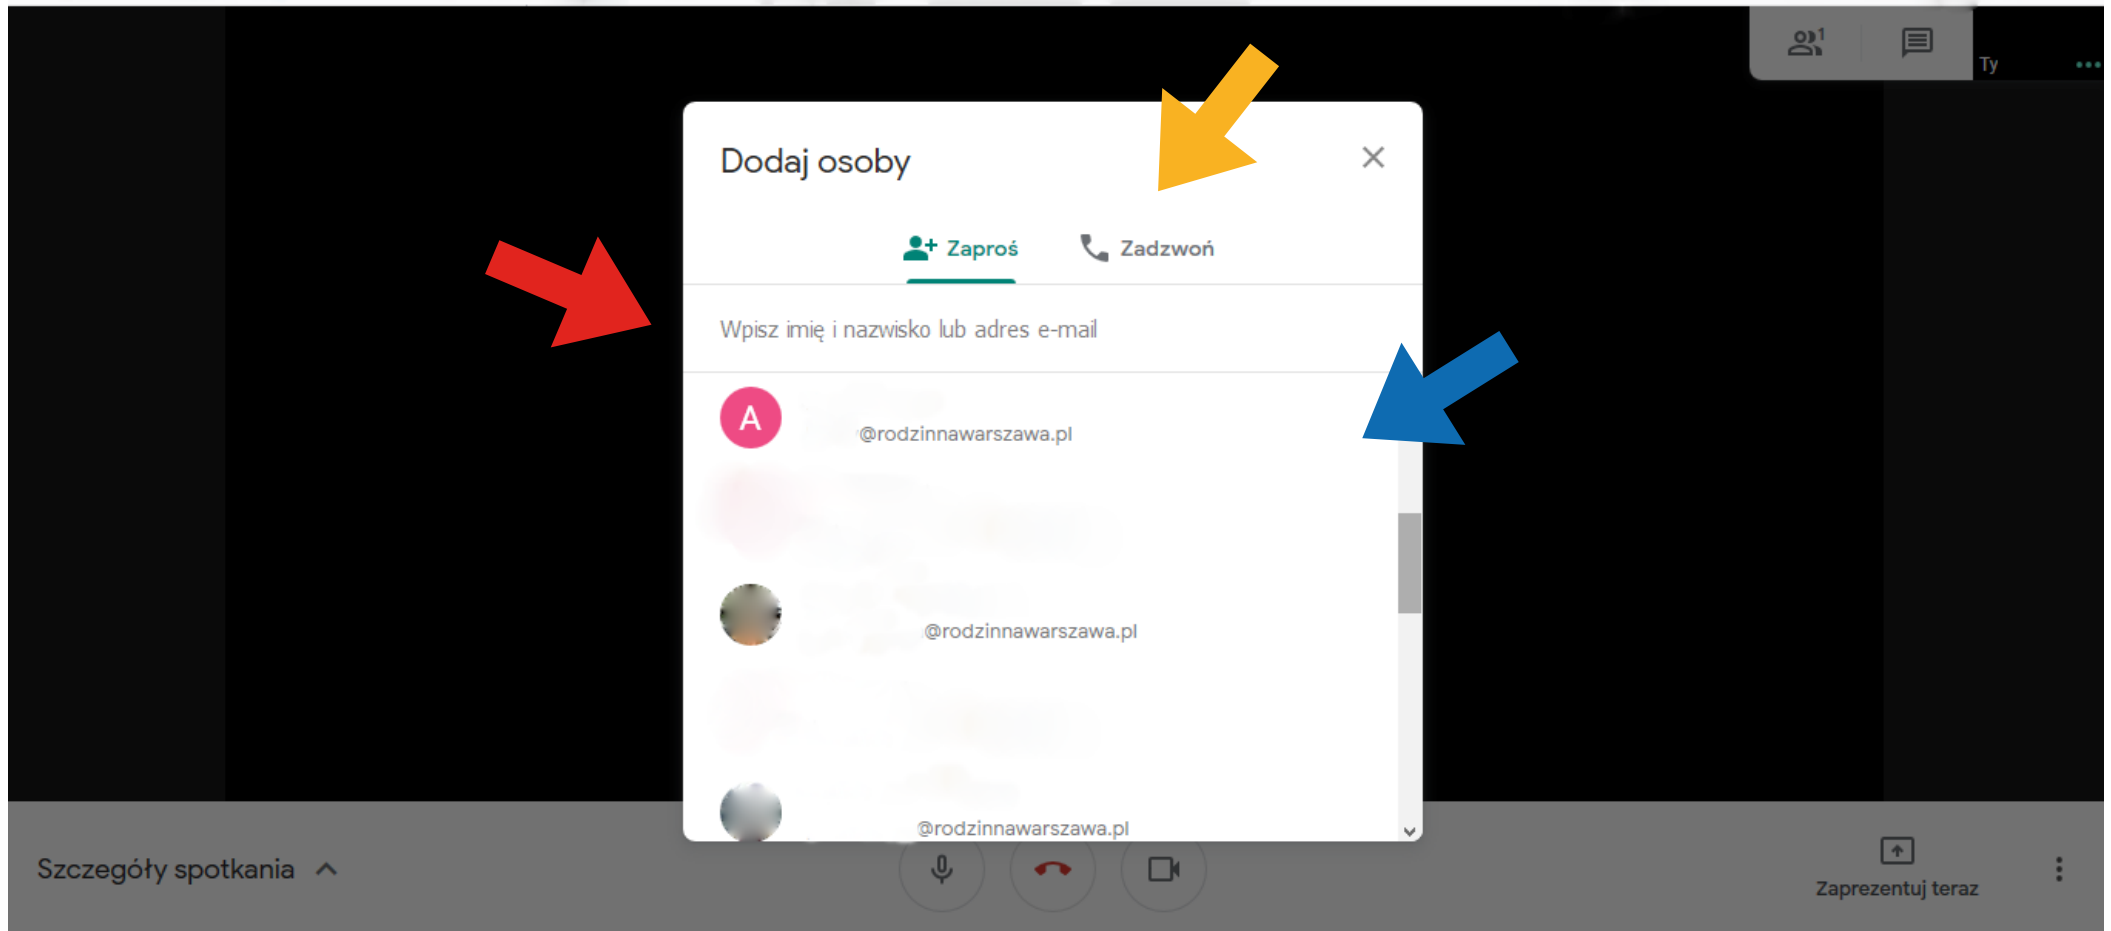 1
Ty
Dodaj osoby
Zaproś
Zadzwoń
Wpisz imię i nazwisko lub adres e-mail
A
@rodzinnawarszawa.pl
@rodzinnawarszawa.pl
@rodzinnawarszawa.pl
Szczegóły spotkania
Zaprezentuj teraz